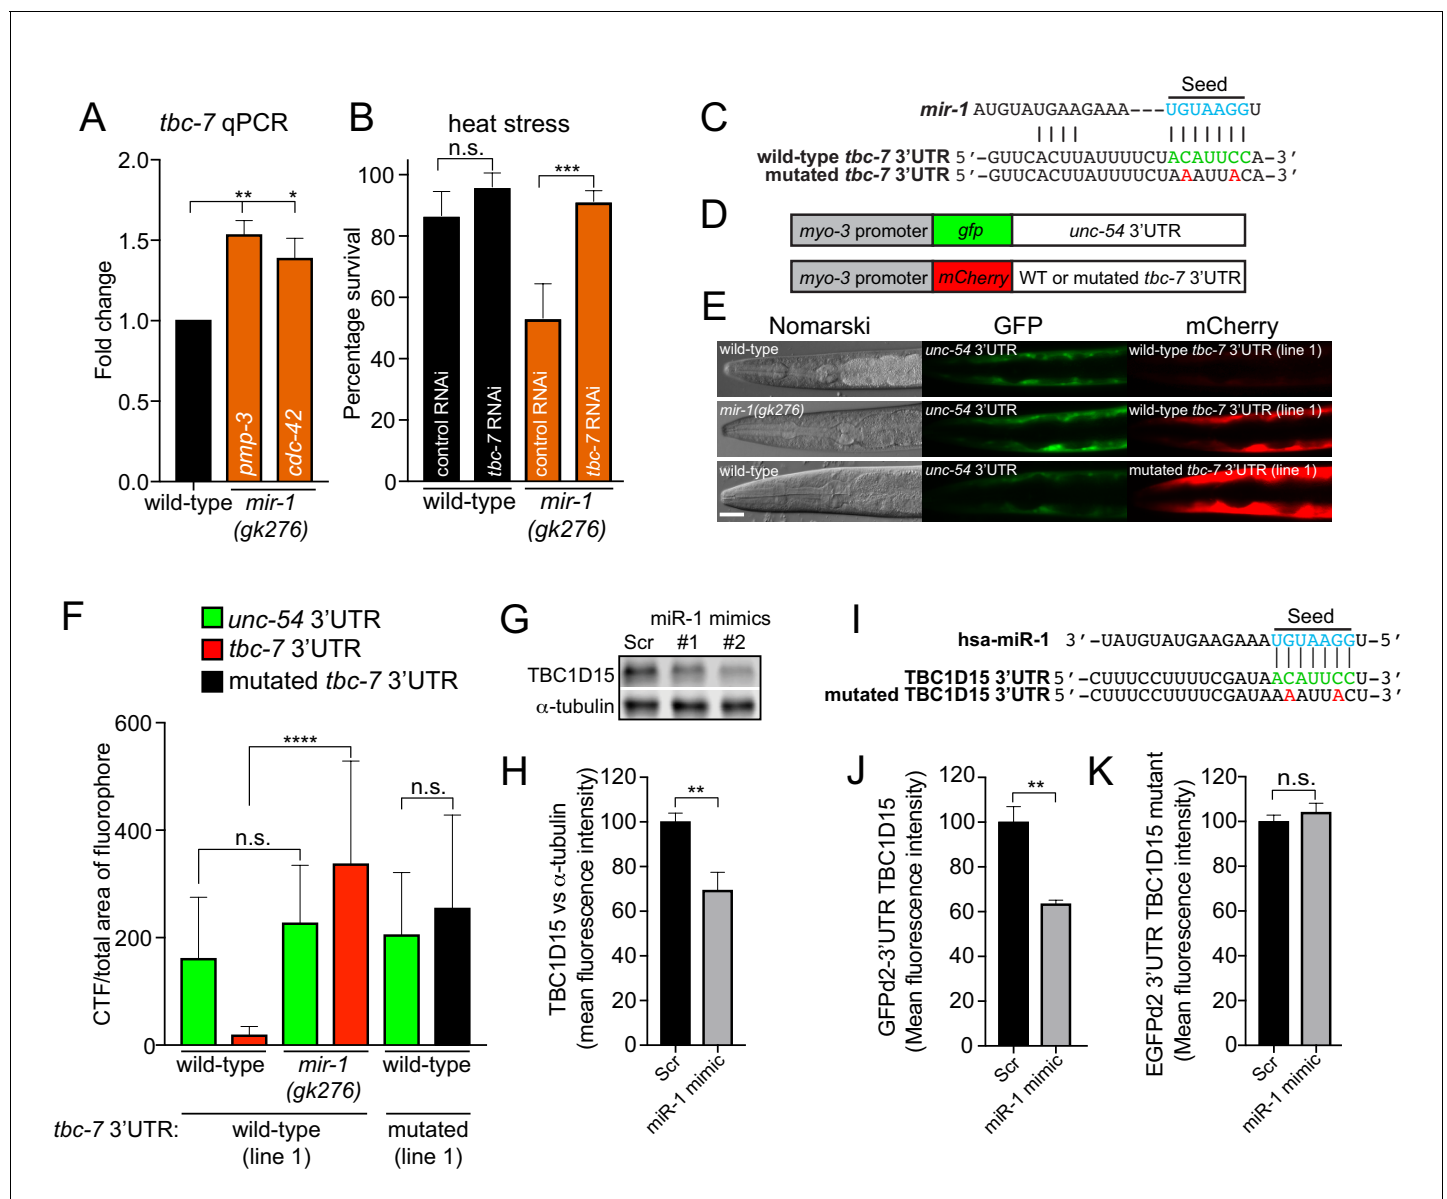 A
tbc-7 qPCR
Fold change
2.0
1.5
1.0
0.5
0.0
** *
pmp-3
cdc-42
wild-type
mir-1
(gk276)
B
heat stress
Percentage survival
100
80
60
40
20
0
n.s.
***
control RNAi
tbc-7 RNAi
control RNAi
tbc-7 RNAi
wild-type
mir-1
(gk276)
C
Seed
mir-1 AUGUAUGAAGAAA---UGUAAGGU
wild-type tbc-7 3'UTR 5'-GUUCACUUAUUUUCUACAUUCCA-3'
mutated tbc-7 3'UTR 5'-GUUCACUUAUUUUCUAAAUUACA-3'
D
myo-3 promoter gfp unc-54 3'UTR
myo-3 promoter mCherry WT or mutated tbc-7 3'UTR
E
Nomarski GFP mCherry
wild-type unc-54 3'UTR wild-type tbc-7 3'UTR (line 1)
mir-1(gk276) unc-54 3'UTR wild-type tbc-7 3'UTR (line 1)
wild-type unc-54 3'UTR mutated tbc-7 3'UTR (line 1)
F
unc-54 3'UTR
tbc-7 3'UTR
mutated tbc-7 3'UTR
CTF/total area of fluorophore
600
400
200
0
n.s.
****
n.s.
wild-type
mir-1
(gk276)
wild-type
tbc-7 3'UTR:
wild-type
(line 1)
mutated
(line 1)
G
miR-1 mimics
Scr #1 #2
TBC1D15
α-tubulin
H
TBC1D15 vs α-tubulin
(mean fluorescence intensity)
120
100
80
60
40
20
0
**
Scr
miR-1 mimic
I
Seed
hsa-miR-1 3'-UAUGUAUGAAGAAAUGUAAGGU-5'
TBC1D15 3'UTR 5'-CUUUCCUUUUCGAUAACAUUCCU-3'
mutated TBC1D15 3'UTR 5'-CUUUCCUUUUCGAUAAAAUUACU-3'
J
GFPd2-3'UTR TBC1D15
(Mean fluorescence intensity)
120
100
80
60
40
20
0
**
Scr
miR-1 mimic
K
EGFPd2 3'UTR TBC1D15 mutant
(Mean fluorescence intensity)
120
100
80
60
40
20
0
n.s.
Scr
miR-1 mimic